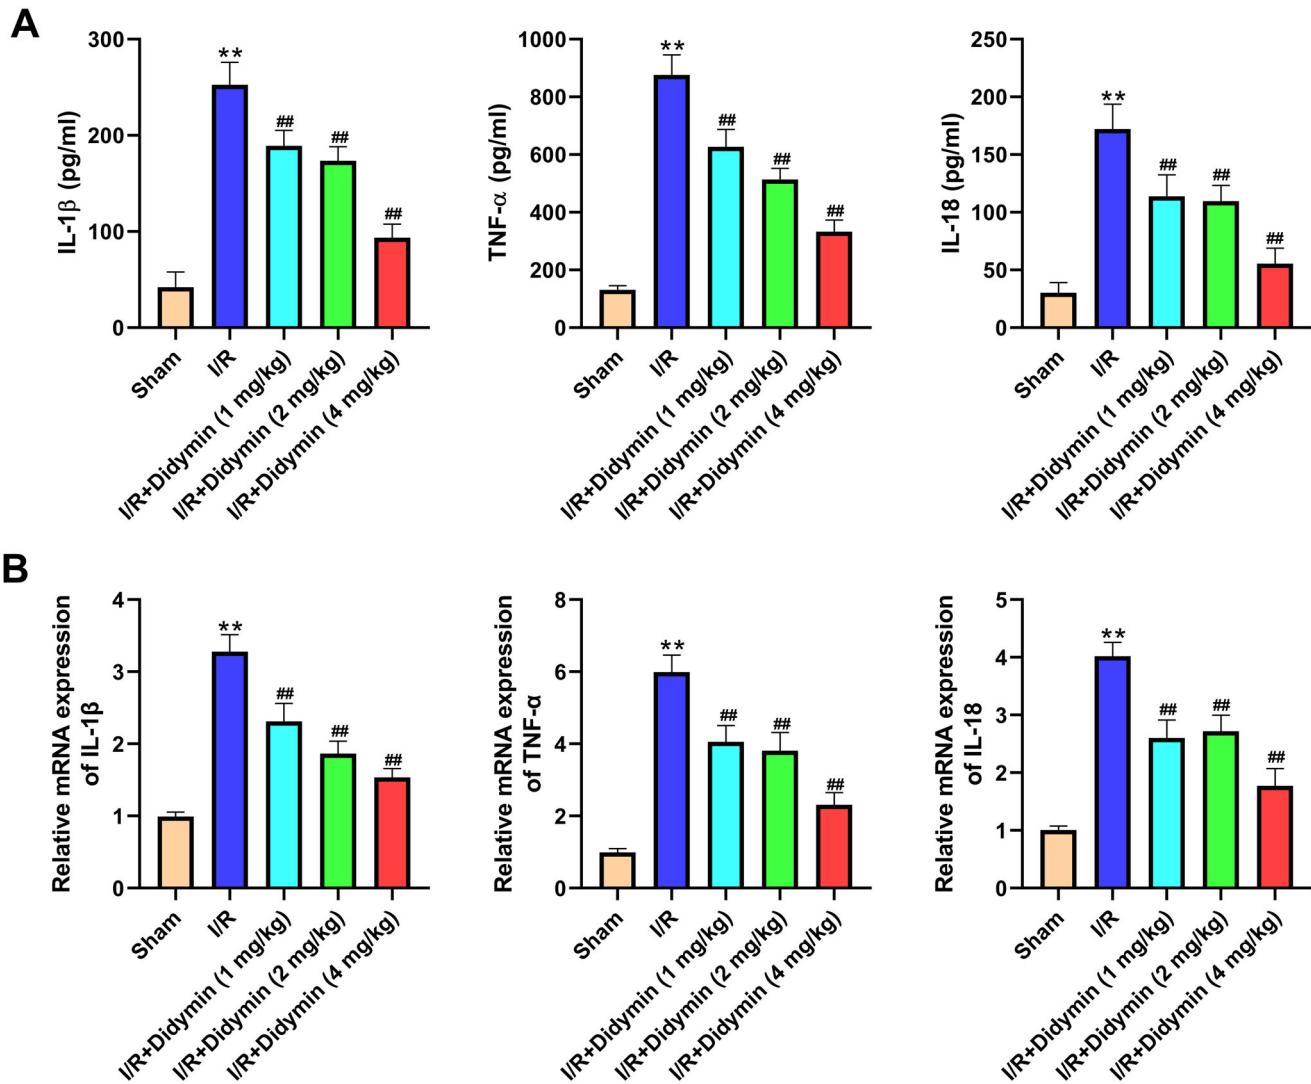 A
IL-1β (pg/ml)
300
200
100
0
**
##
##
##
Sham
I/R
I/R+Didymin (1 mg/kg)
I/R+Didymin (2 mg/kg)
I/R+Didymin (4 mg/kg)
TNF-α (pg/ml)
1000
800
600
400
200
0
**
##
##
##
Sham
I/R
I/R+Didymin (1 mg/kg)
I/R+Didymin (2 mg/kg)
I/R+Didymin (4 mg/kg)
IL-18 (pg/ml)
250
200
150
100
50
0
**
##
##
##
Sham
I/R
I/R+Didymin (1 mg/kg)
I/R+Didymin (2 mg/kg)
I/R+Didymin (4 mg/kg)
B
Relative mRNA expression
of IL-1β
4
3
2
1
0
**
##
##
##
Sham
I/R
I/R+Didymin (1 mg/kg)
I/R+Didymin (2 mg/kg)
I/R+Didymin (4 mg/kg)
Relative mRNA expression
of TNF-α
8
6
4
2
0
**
##
##
##
Sham
I/R
I/R+Didymin (1 mg/kg)
I/R+Didymin (2 mg/kg)
I/R+Didymin (4 mg/kg)
Relative mRNA expression
of IL-18
5
4
3
2
1
0
**
##
##
##
Sham
I/R
I/R+Didymin (1 mg/kg)
I/R+Didymin (2 mg/kg)
I/R+Didymin (4 mg/kg)